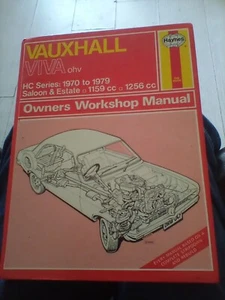 VAUXHALL
VIVA ohv
Haynes
HC Series: 1970 to 1979
Saloon & Estate □ 1159 cc □ 1256 cc
Owners Workshop Manual